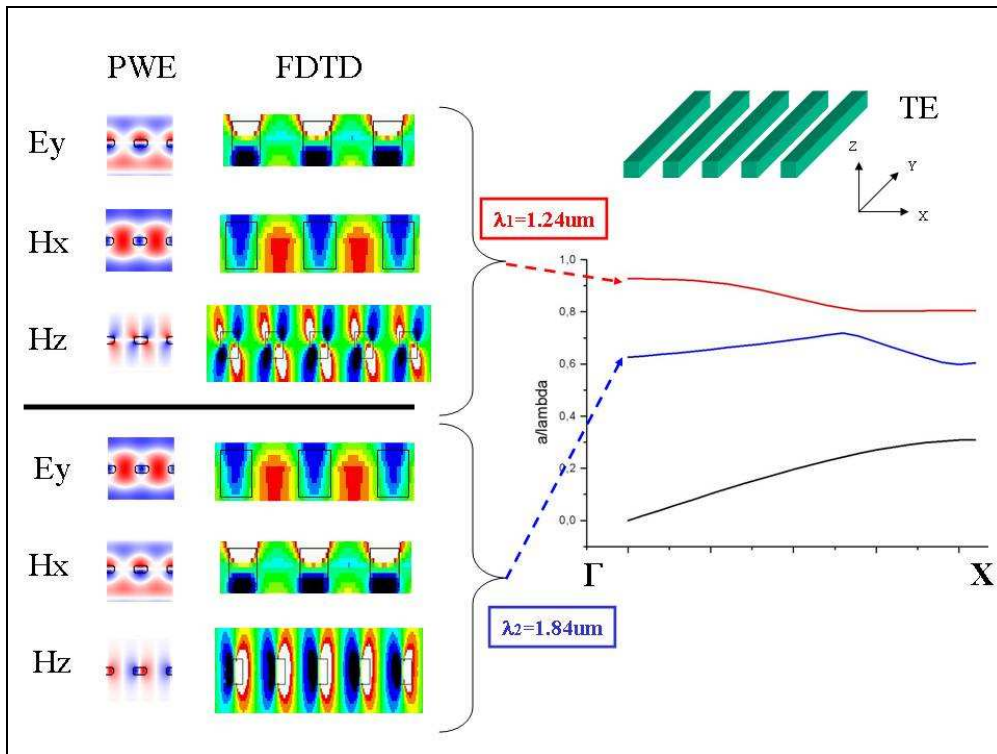 PWE FDTD
TE
Ey
Z
Y
X
Hx
λ1=1.24um
Hz
Ey
Hx
λ2=1.84um
Hz
1,0
0,8
0,6
0,4
0,2
0,0
a/lambda
Γ X